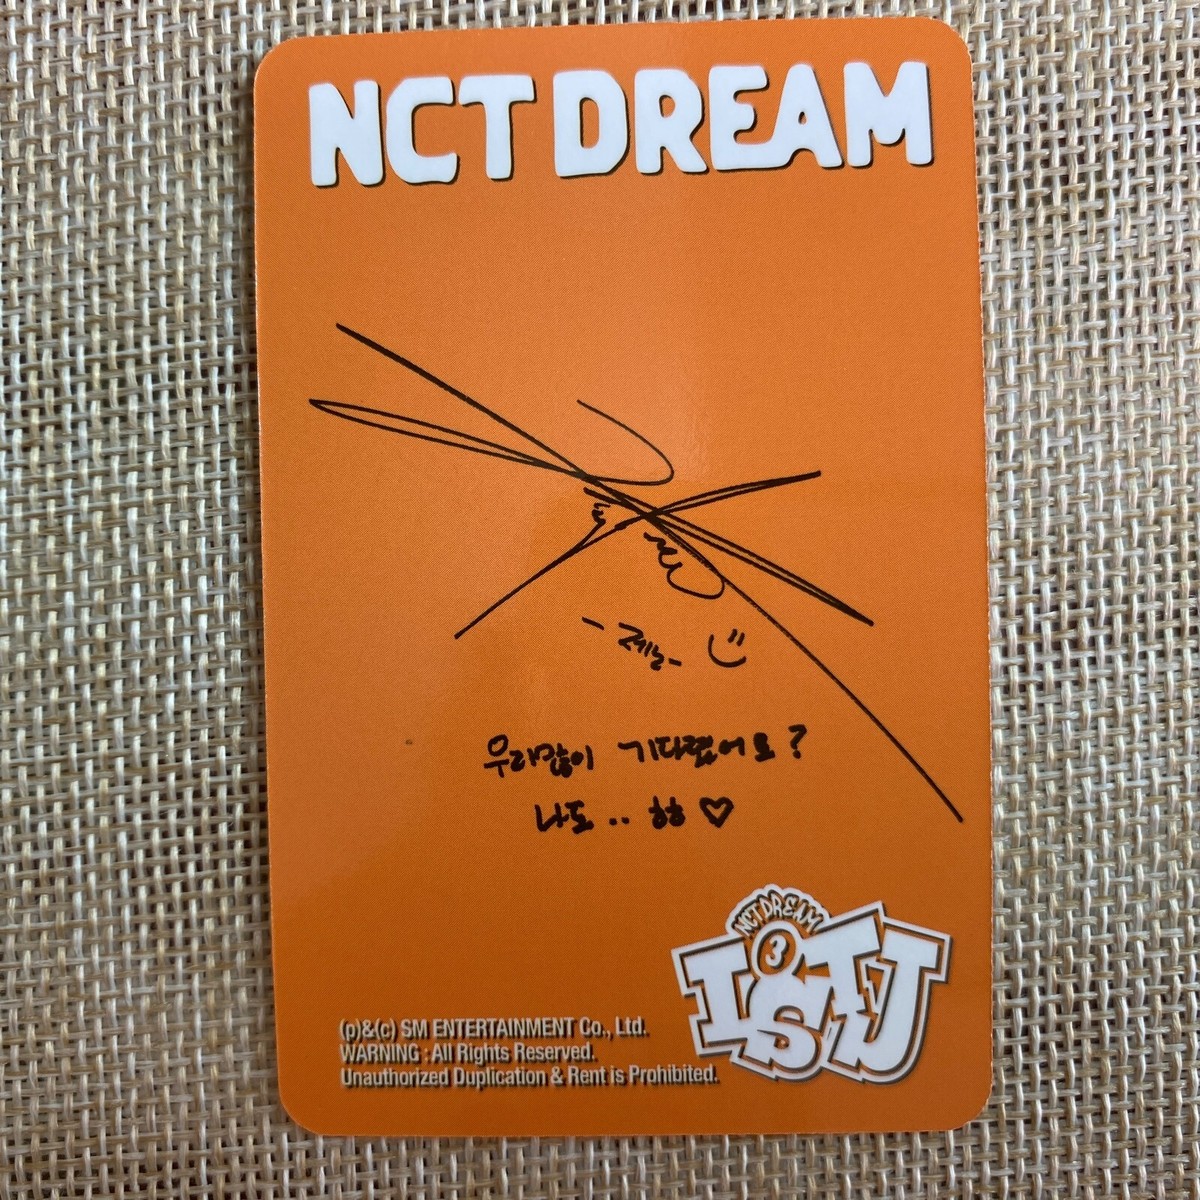 NCT DREAM
- 제노 -
우리 많이 기다렸어요?
나도.. ㅎㅎ ♡
NCT DREAM
3
ISTJ
(p)&(c) SM ENTERTAINMENT Co., Ltd.
WARNING : All Rights Reserved.
Unauthorized Duplication & Rent is Prohibited.